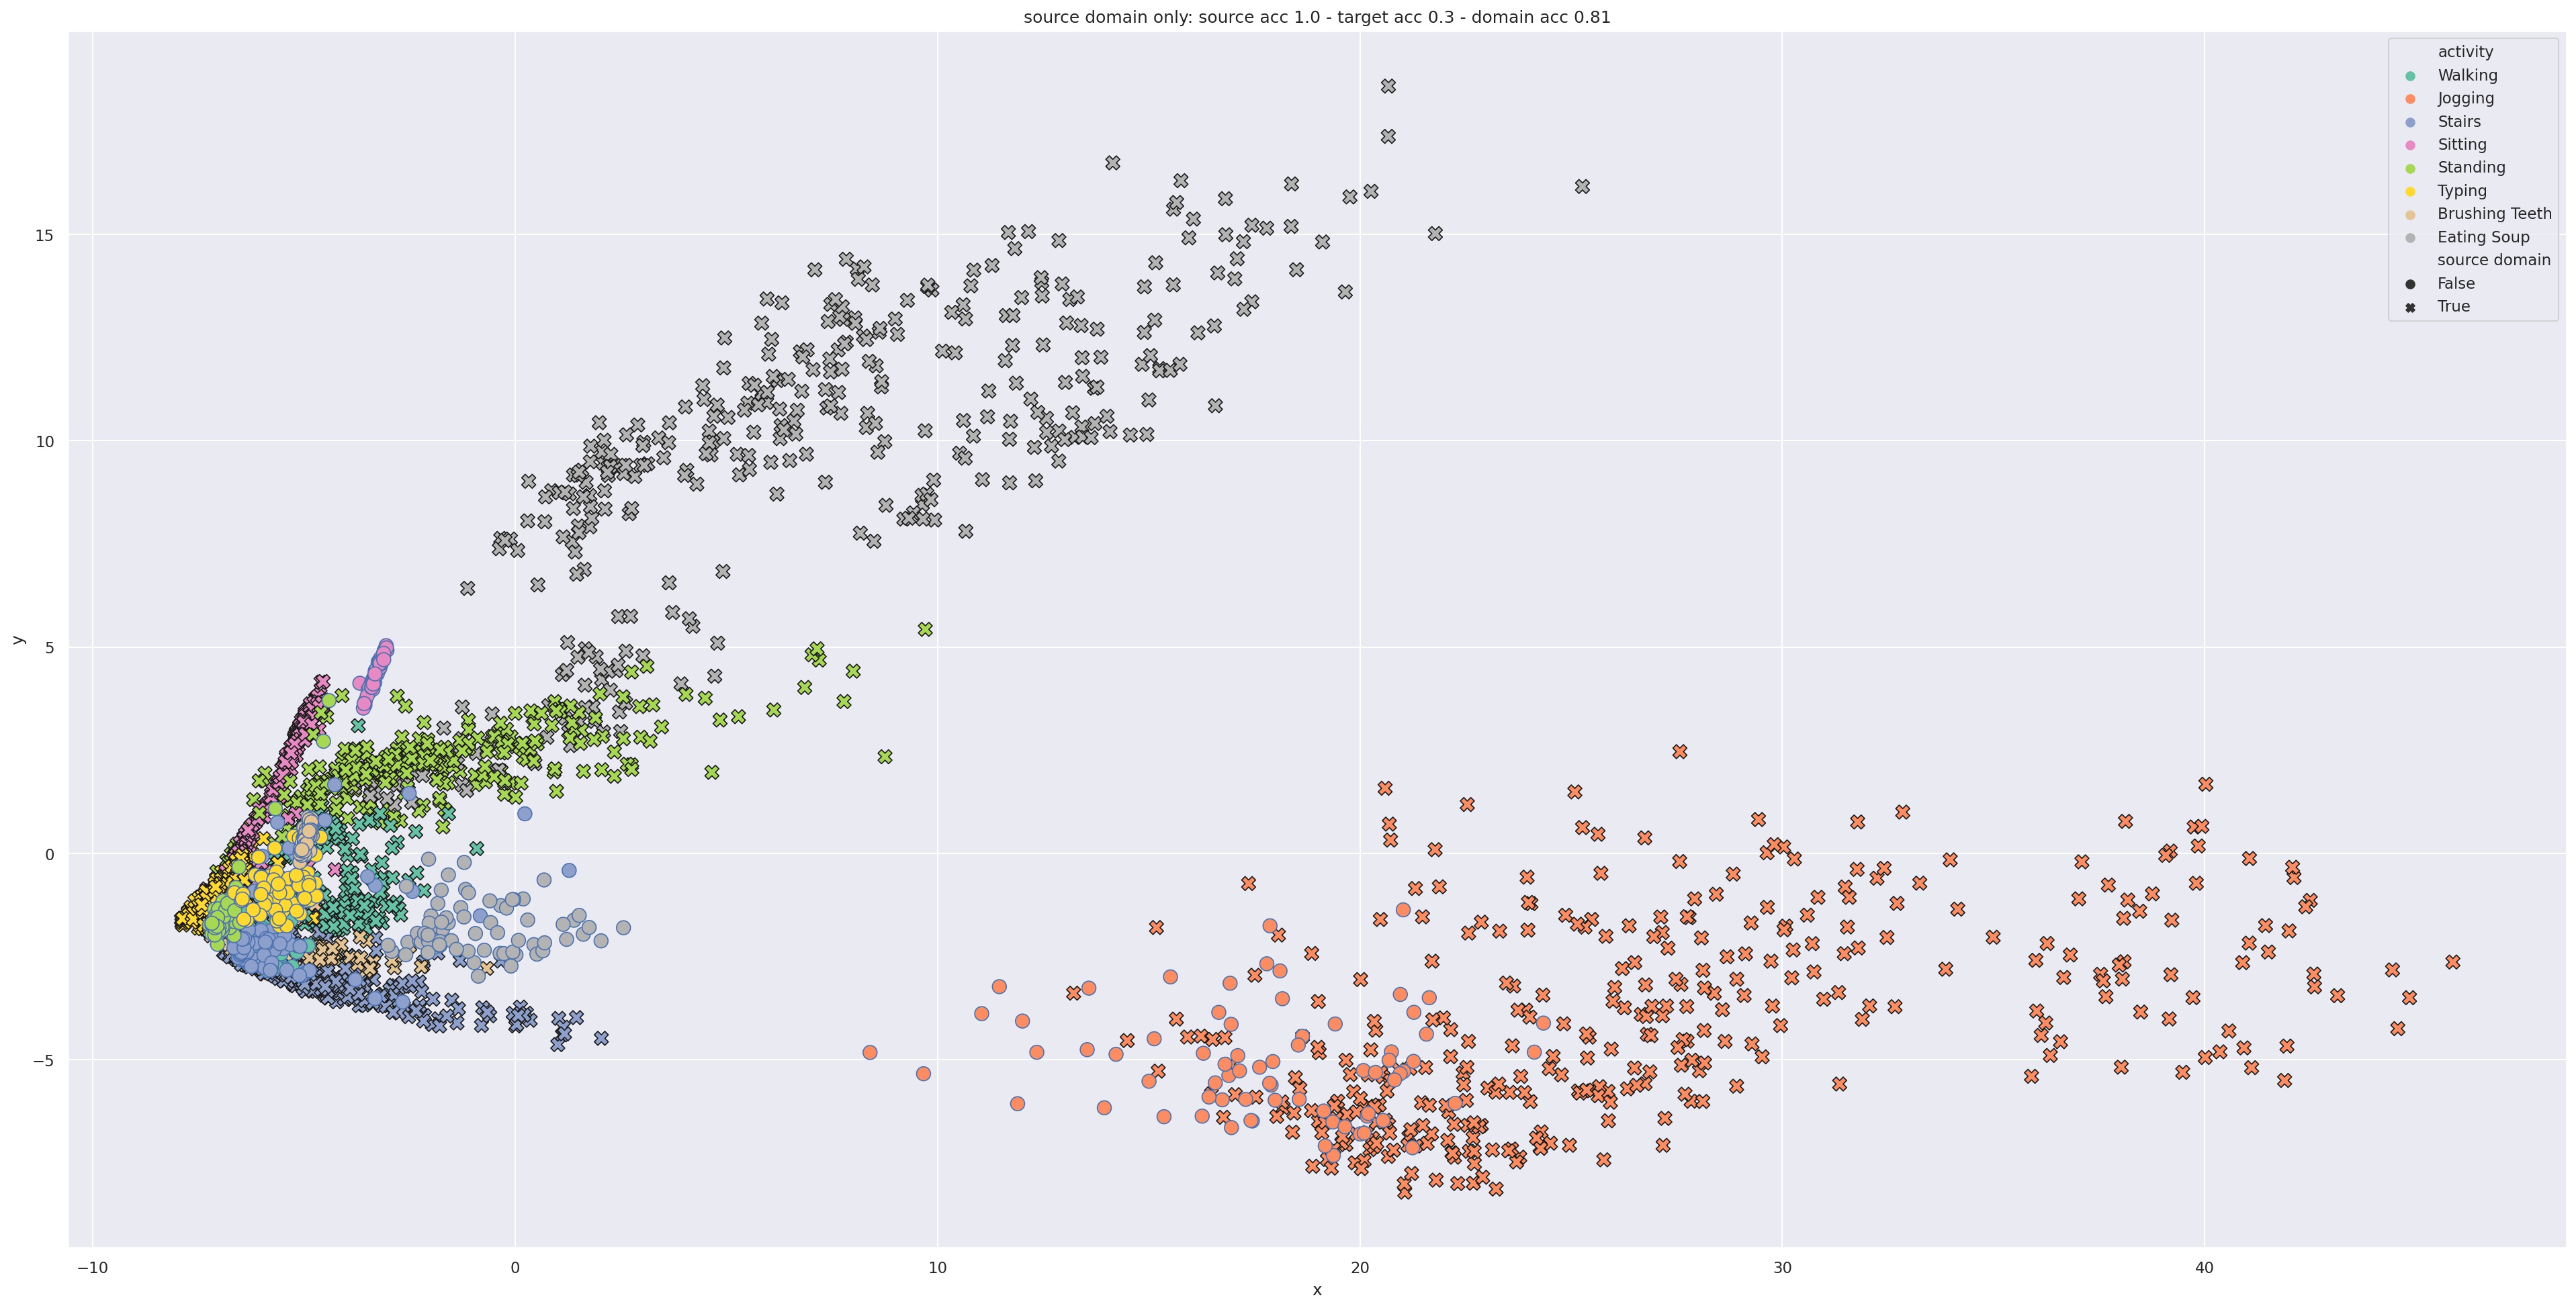 source domain only: source acc 1.0 - target acc 0.3 - domain acc 0.81
activity
Walking
Jogging
Stairs
Sitting
Standing
Typing
Brushing Teeth
Eating Soup
source domain
False
True
15
10
5
0
−5
y
−10
0
10
20
30
40
x